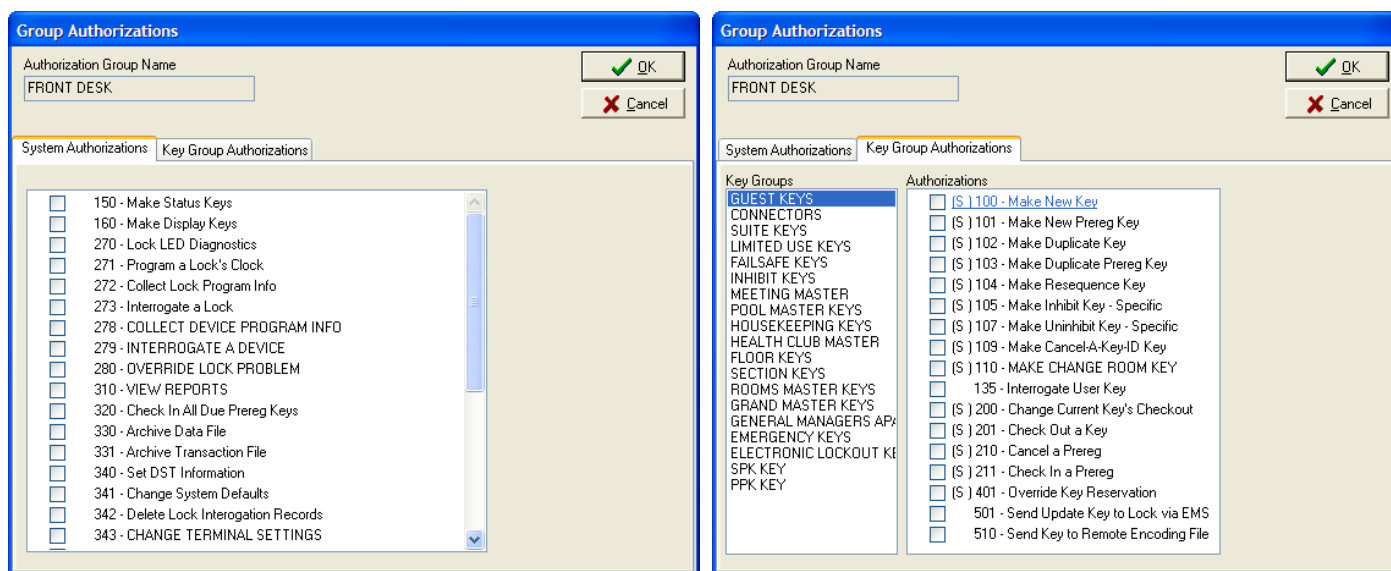 Group Authorizations
Authorization Group Name
FRONT DESK
OK
Cancel
System Authorizations
Key Group Authorizations
150 - Make Status Keys
160 - Make Display Keys
270 - Lock LED Diagnostics
271 - Program a Lock's Clock
272 - Collect Lock Program Info
273 - Interrogate a Lock
278 - COLLECT DEVICE PROGRAM INFO
279 - INTERROGATE A DEVICE
280 - OVERRIDE LOCK PROBLEM
310 - VIEW REPORTS
320 - Check In All Due Prereg Keys
330 - Archive Data File
331 - Archive Transaction File
340 - Set DST Information
341 - Change System Defaults
342 - Delete Lock Interogation Records
343 - CHANGE TERMINAL SETTINGS
Group Authorizations
Authorization Group Name
FRONT DESK
OK
Cancel
System Authorizations
Key Group Authorizations
Key Groups
GUEST KEYS
CONNECTORS
SUITE KEYS
LIMITED USE KEYS
FAILSAFE KEYS
INHIBIT KEYS
MEETING MASTER
POOL MASTER KEYS
HOUSEKEEPING KEYS
HEALTH CLUB MASTER
FLOOR KEYS
SECTION KEYS
ROOMS MASTER KEYS
GRAND MASTER KEYS
GENERAL MANAGERS APA
EMERGENCY KEYS
ELECTRONIC LOCKOUT KE
SPK KEY
PPK KEY
Authorizations
(S ) 100 - Make New Key
(S ) 101 - Make New Prereg Key
(S ) 102 - Make Duplicate Key
(S ) 103 - Make Duplicate Prereg Key
(S ) 104 - Make Resequence Key
(S ) 105 - Make Inhibit Key - Specific
(S ) 107 - Make Uninhibit Key - Specific
(S ) 109 - Make Cancel-A-Key-ID Key
(S ) 110 - MAKE CHANGE ROOM KEY
135 - Interrogate User Key
(S ) 200 - Change Current Key's Checkout
(S ) 201 - Check Out a Key
(S ) 210 - Cancel a Prereg
(S ) 211 - Check In a Prereg
(S ) 401 - Override Key Reservation
501 - Send Update Key to Lock via EMS
510 - Send Key to Remote Encoding File